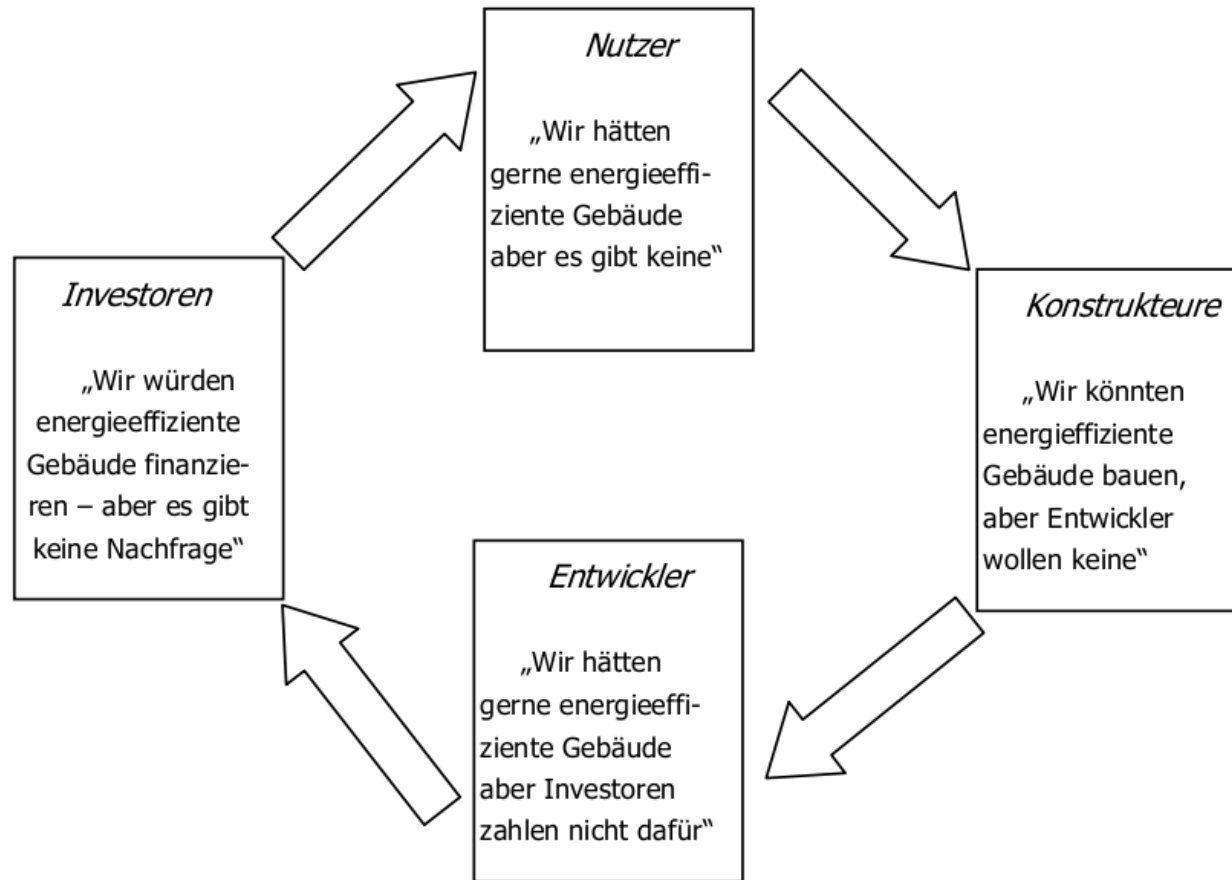 Nutzer
„Wir hätten
gerne energieeffi-
ziente Gebäude
aber es gibt keine“
Investoren
„Wir würden
energieeffiziente
Gebäude finanzie-
ren – aber es gibt
keine Nachfrage“
Konstrukteure
„Wir könnten
energieffiziente
Gebäude bauen,
aber Entwickler
wollen keine“
Entwickler
„Wir hätten
gerne energieeffi-
ziente Gebäude
aber Investoren
zahlen nicht dafür“